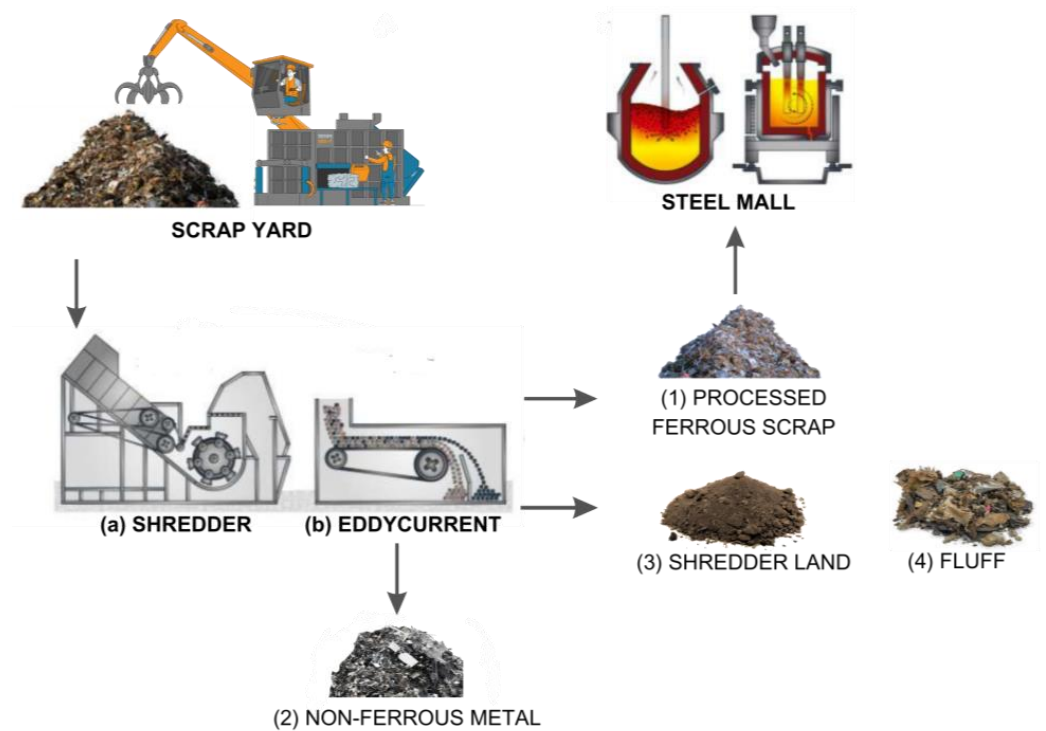 STEEL MALL
SCRAP YARD
(1) PROCESSED
FERROUS SCRAP
(a) SHREDDER
(b) EDDYCURRENT
(3) SHREDDER LAND
(4) FLUFF
(2) NON-FERROUS METAL